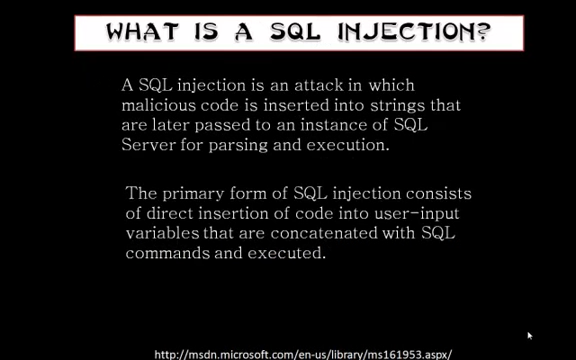 WHAT IS A SQL INJECTION?
A SQL injection is an attack in which
malicious code is inserted into strings that
are later passed to an instance of SQL
Server for parsing and execution.
The primary form of SQL injection consists
of direct insertion of code into user-input
variables that are concatenated with SQL
commands and executed.
http://msdn.microsoft.com/en-us/library/ms161953.aspx/